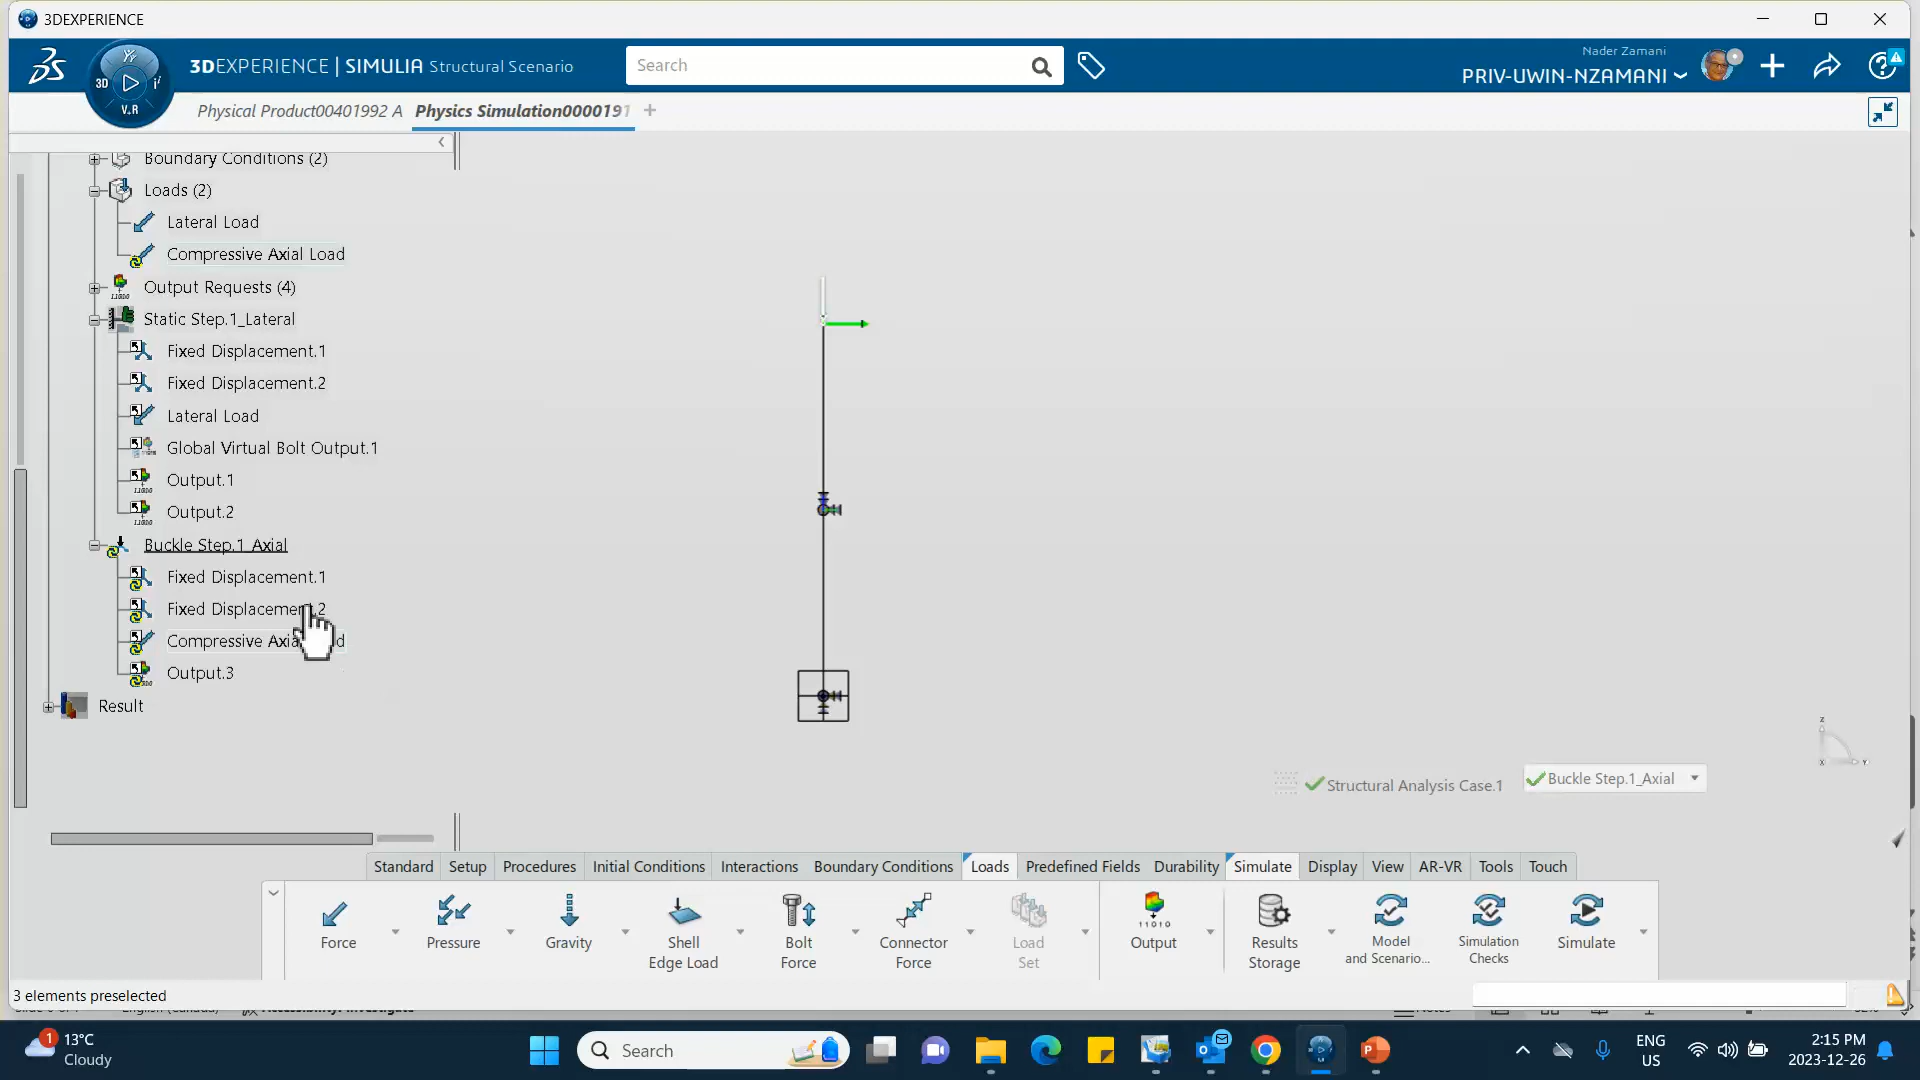 3DEXPERIENCE
3DEXPERIENCE | SIMULIA Structural Scenario
Search
Nader Zamani
PRIV-UWIN-NZAMANI
3D
V.R
Physical Product00401992 A
Physics Simulation0000191
Boundary Conditions (2)
Loads (2)
Lateral Load
Compressive Axial Load
Output Requests (4)
Static Step.1_Lateral
Fixed Displacement.1
Fixed Displacement.2
Lateral Load
Global Virtual Bolt Output.1
Output.1
Output.2
Buckle Step.1_Axial
Fixed Displacement.1
Fixed Displacement.2
Compressive Axia d
Output.3
Result
Structural Analysis Case.1
Buckle Step.1_Axial
Standard Setup Procedures Initial Conditions Interactions Boundary Conditions Loads Predefined Fields Durability Simulate Display View AR-VR Tools Touch
Force
Pressure
Gravity
Shell
Edge Load
Bolt
Force
Connector
Force
Load
Set
Output
Results
Storage
Model
and Scenario...
Simulation
Checks
Simulate
3 elements preselected
1
13°C
Cloudy
Search
ENG
US
2:15 PM
2023-12-26